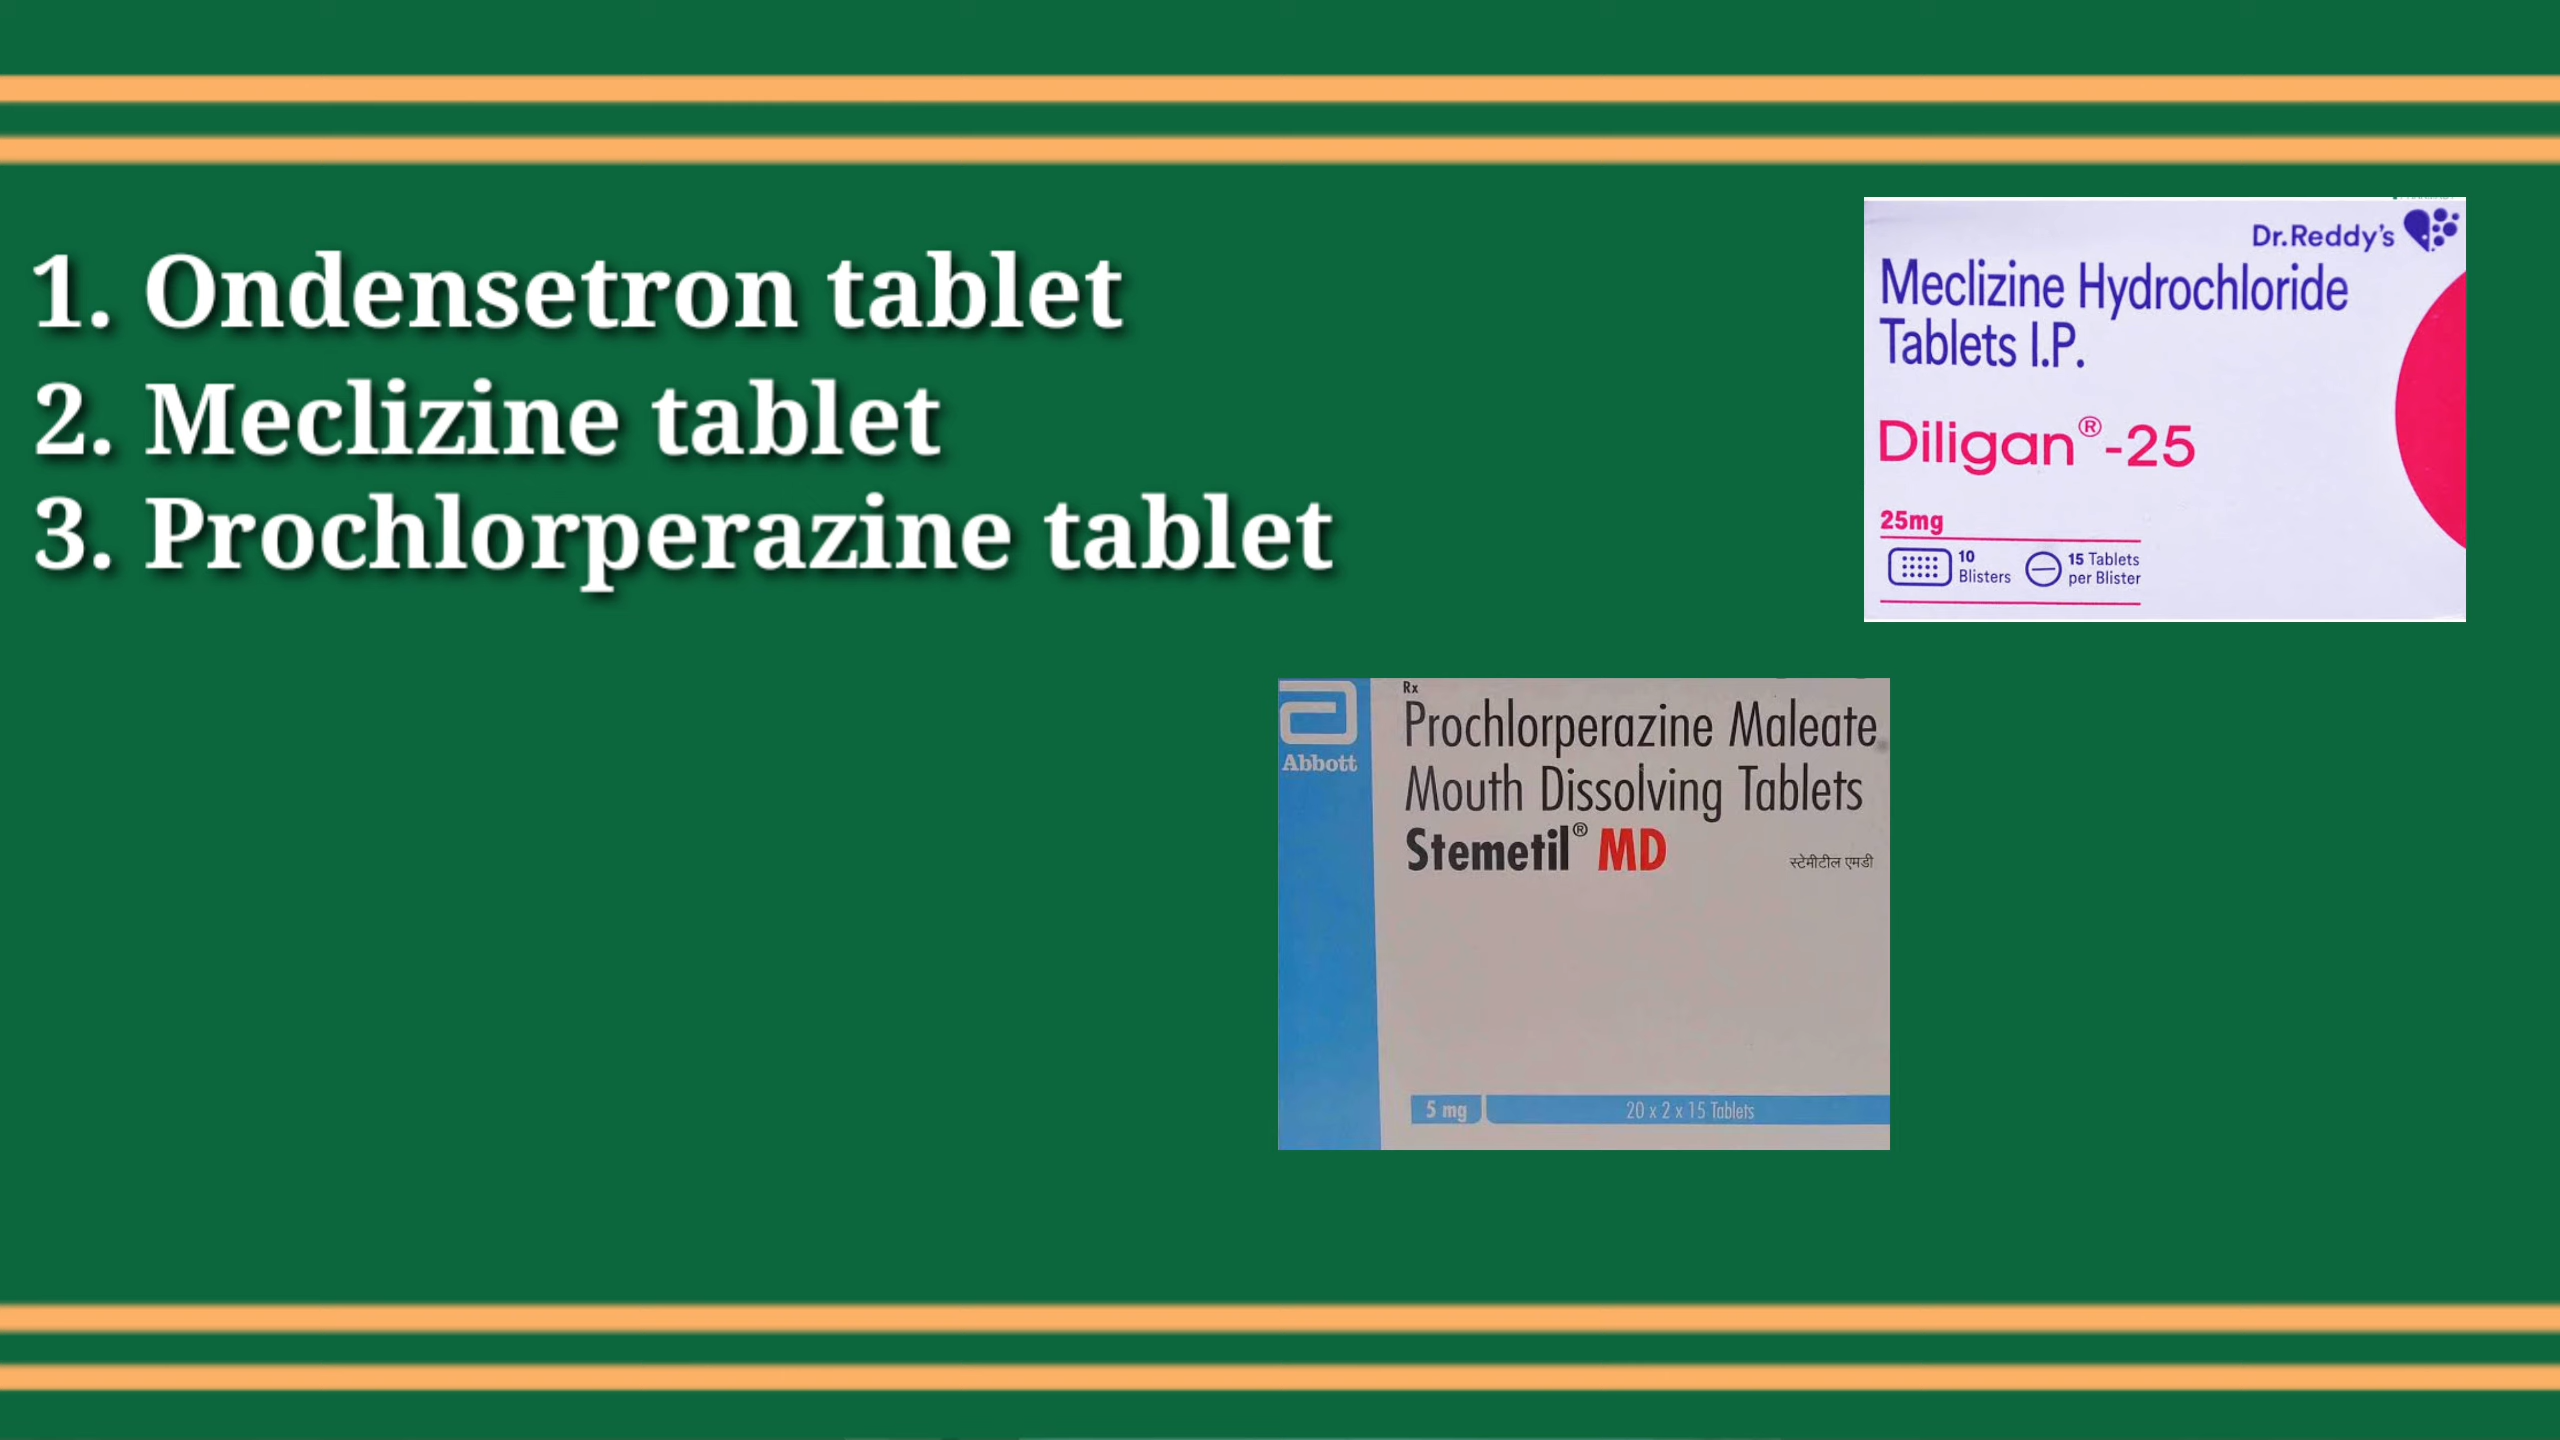 1. Ondensetron tablet
2. Meclizine tablet
3. Prochlorperazine tablet
Dr.Reddy's
Meclizine Hydrochloride
Tablets I.P.
Diligan®-25
25mg
10 Blisters
15 Tablets per Blister
Abbott
Rx
Prochlorperazine Maleate
Mouth Dissolving Tablets
Stemetil® MD
स्टेमीटील एमडी
5 mg
20 x 2 x 15 Tablets